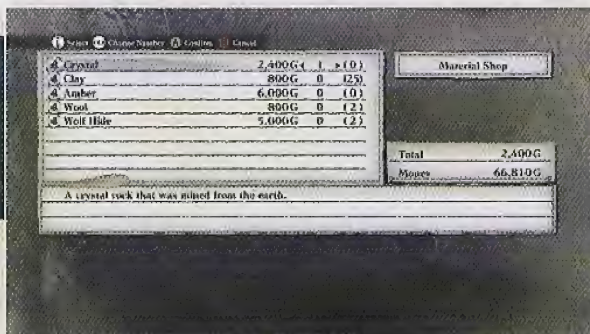 Select Change Number A Confirm Cancel
Crystal 2,400G 1 (0)
Clay 800G 0 (25)
Amber 6,000G 0 (0)
Wool 800G 0 (2)
Wolf Hide 5,000G 0 (2)
Material Shop
Total 2,400G
Money 66,810G
A crystal rock that was mined from the earth.